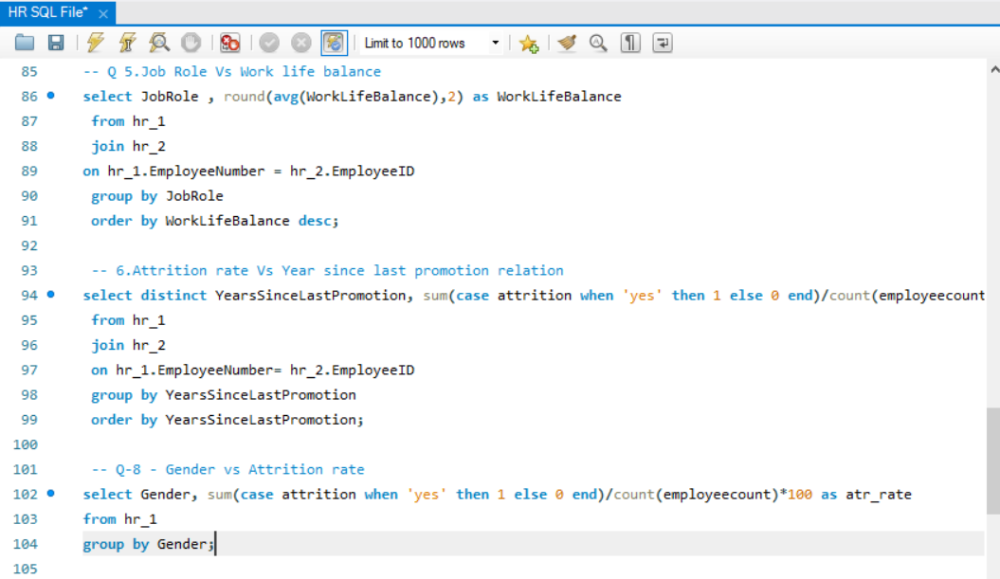 HR SQL File*
Limit to 1000 rows
85 -- Q 5.Job Role Vs Work life balance
86 select JobRole , round(avg(WorkLifeBalance),2) as WorkLifeBalance
87 from hr_1
88 join hr_2
89 on hr_1.EmployeeNumber = hr_2.EmployeeID
90 group by JobRole
91 order by WorkLifeBalance desc;
92
93 -- 6.Attrition rate Vs Year since last promotion relation
94 select distinct YearsSinceLastPromotion, sum(case attrition when 'yes' then 1 else 0 end)/count(employeecount
95 from hr_1
96 join hr_2
97 on hr_1.EmployeeNumber= hr_2.EmployeeID
98 group by YearsSinceLastPromotion
99 order by YearsSinceLastPromotion;
100
101 -- Q-8 - Gender vs Attrition rate
102 select Gender, sum(case attrition when 'yes' then 1 else 0 end)/count(employeecount)*100 as atr_rate
103 from hr_1
104 group by Gender;
105